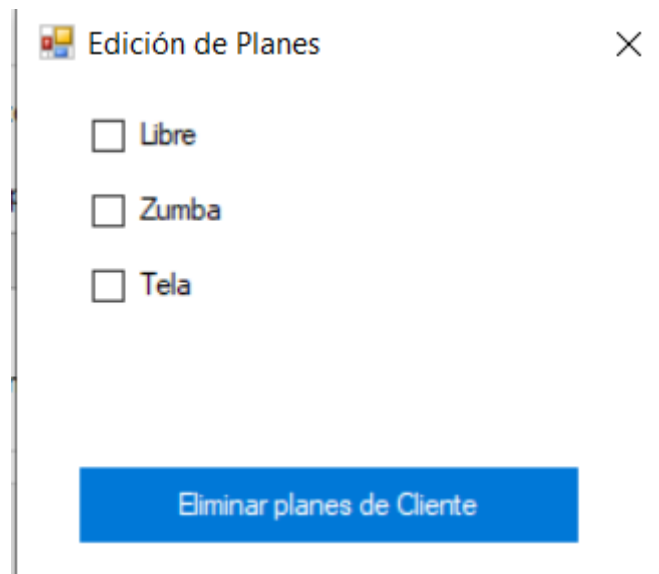 Edición de Planes
Libre
Zumba
Tela
Eliminar planes de Cliente